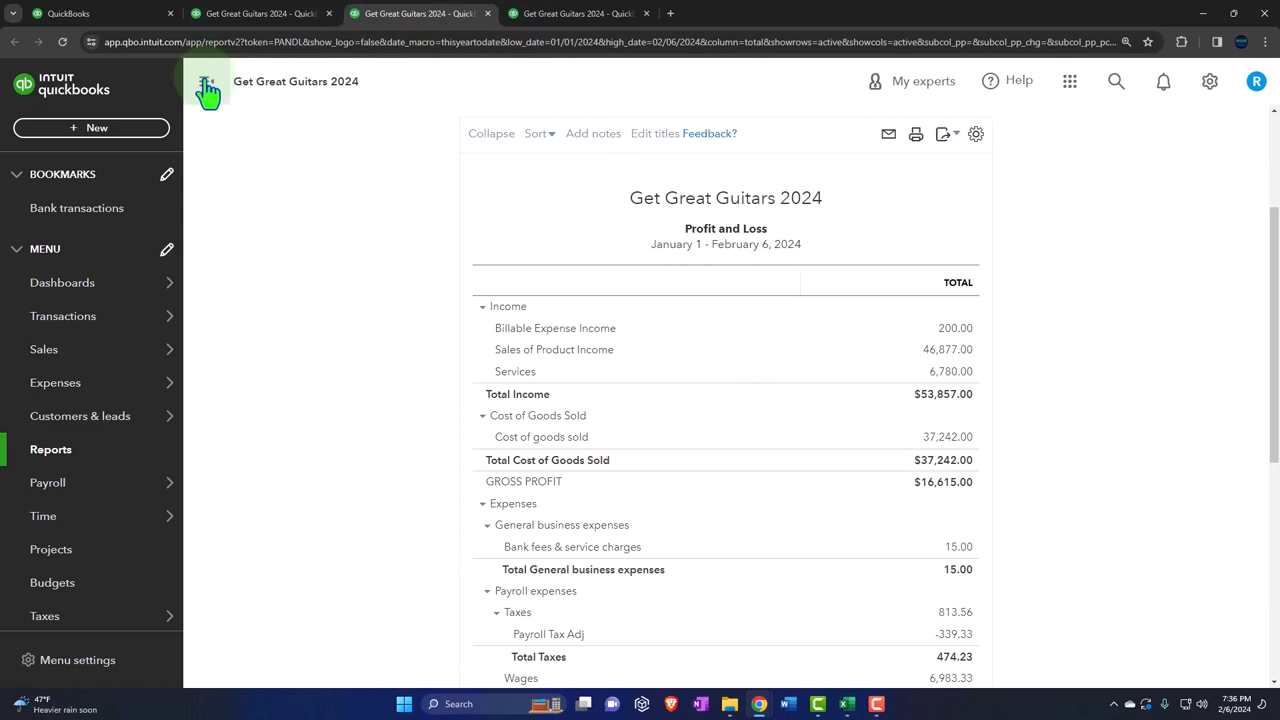 QuickBooks
Get Great Guitars 2024 - Quick
Get Great Guitars 2024 - Quick
Get Great Guitars 2024 - Quick
app.qbo.intuit.com/app/reportv2?token=PANDL&show_logo=false&date_macro=thisyeartodate&low_date=01/01/2024&high_date=02/06/2024&column=total&showrows=active&showcols=active&subcol_pp_chg=&subcol_pp_pc...
INTUIT
quickbooks
Get Great Guitars 2024
My experts
Help
R
+ New
BOOKMARKS
Bank transactions
MENU
Dashboards
Transactions
Sales
Expenses
Customers & leads
Reports
Payroll
Time
Projects
Budgets
Taxes
Menu settings
Collapse Sort Add notes Edit titles Feedback?
Get Great Guitars 2024
Profit and Loss
January 1 - February 6, 2024
TOTAL
Income
Billable Expense Income 200.00
Sales of Product Income 46,877.00
Services 6,780.00
Total Income $53,857.00
Cost of Goods Sold
Cost of goods sold 37,242.00
Total Cost of Goods Sold $37,242.00
GROSS PROFIT $16,615.00
Expenses
General business expenses
Bank fees & service charges 15.00
Total General business expenses 15.00
Payroll expenses
Taxes 813.56
Payroll Tax Adj -339.33
Total Taxes 474.23
Wages 6,983.33
47°F
Heavy rain soon
Search
7:36 PM
2/6/2024